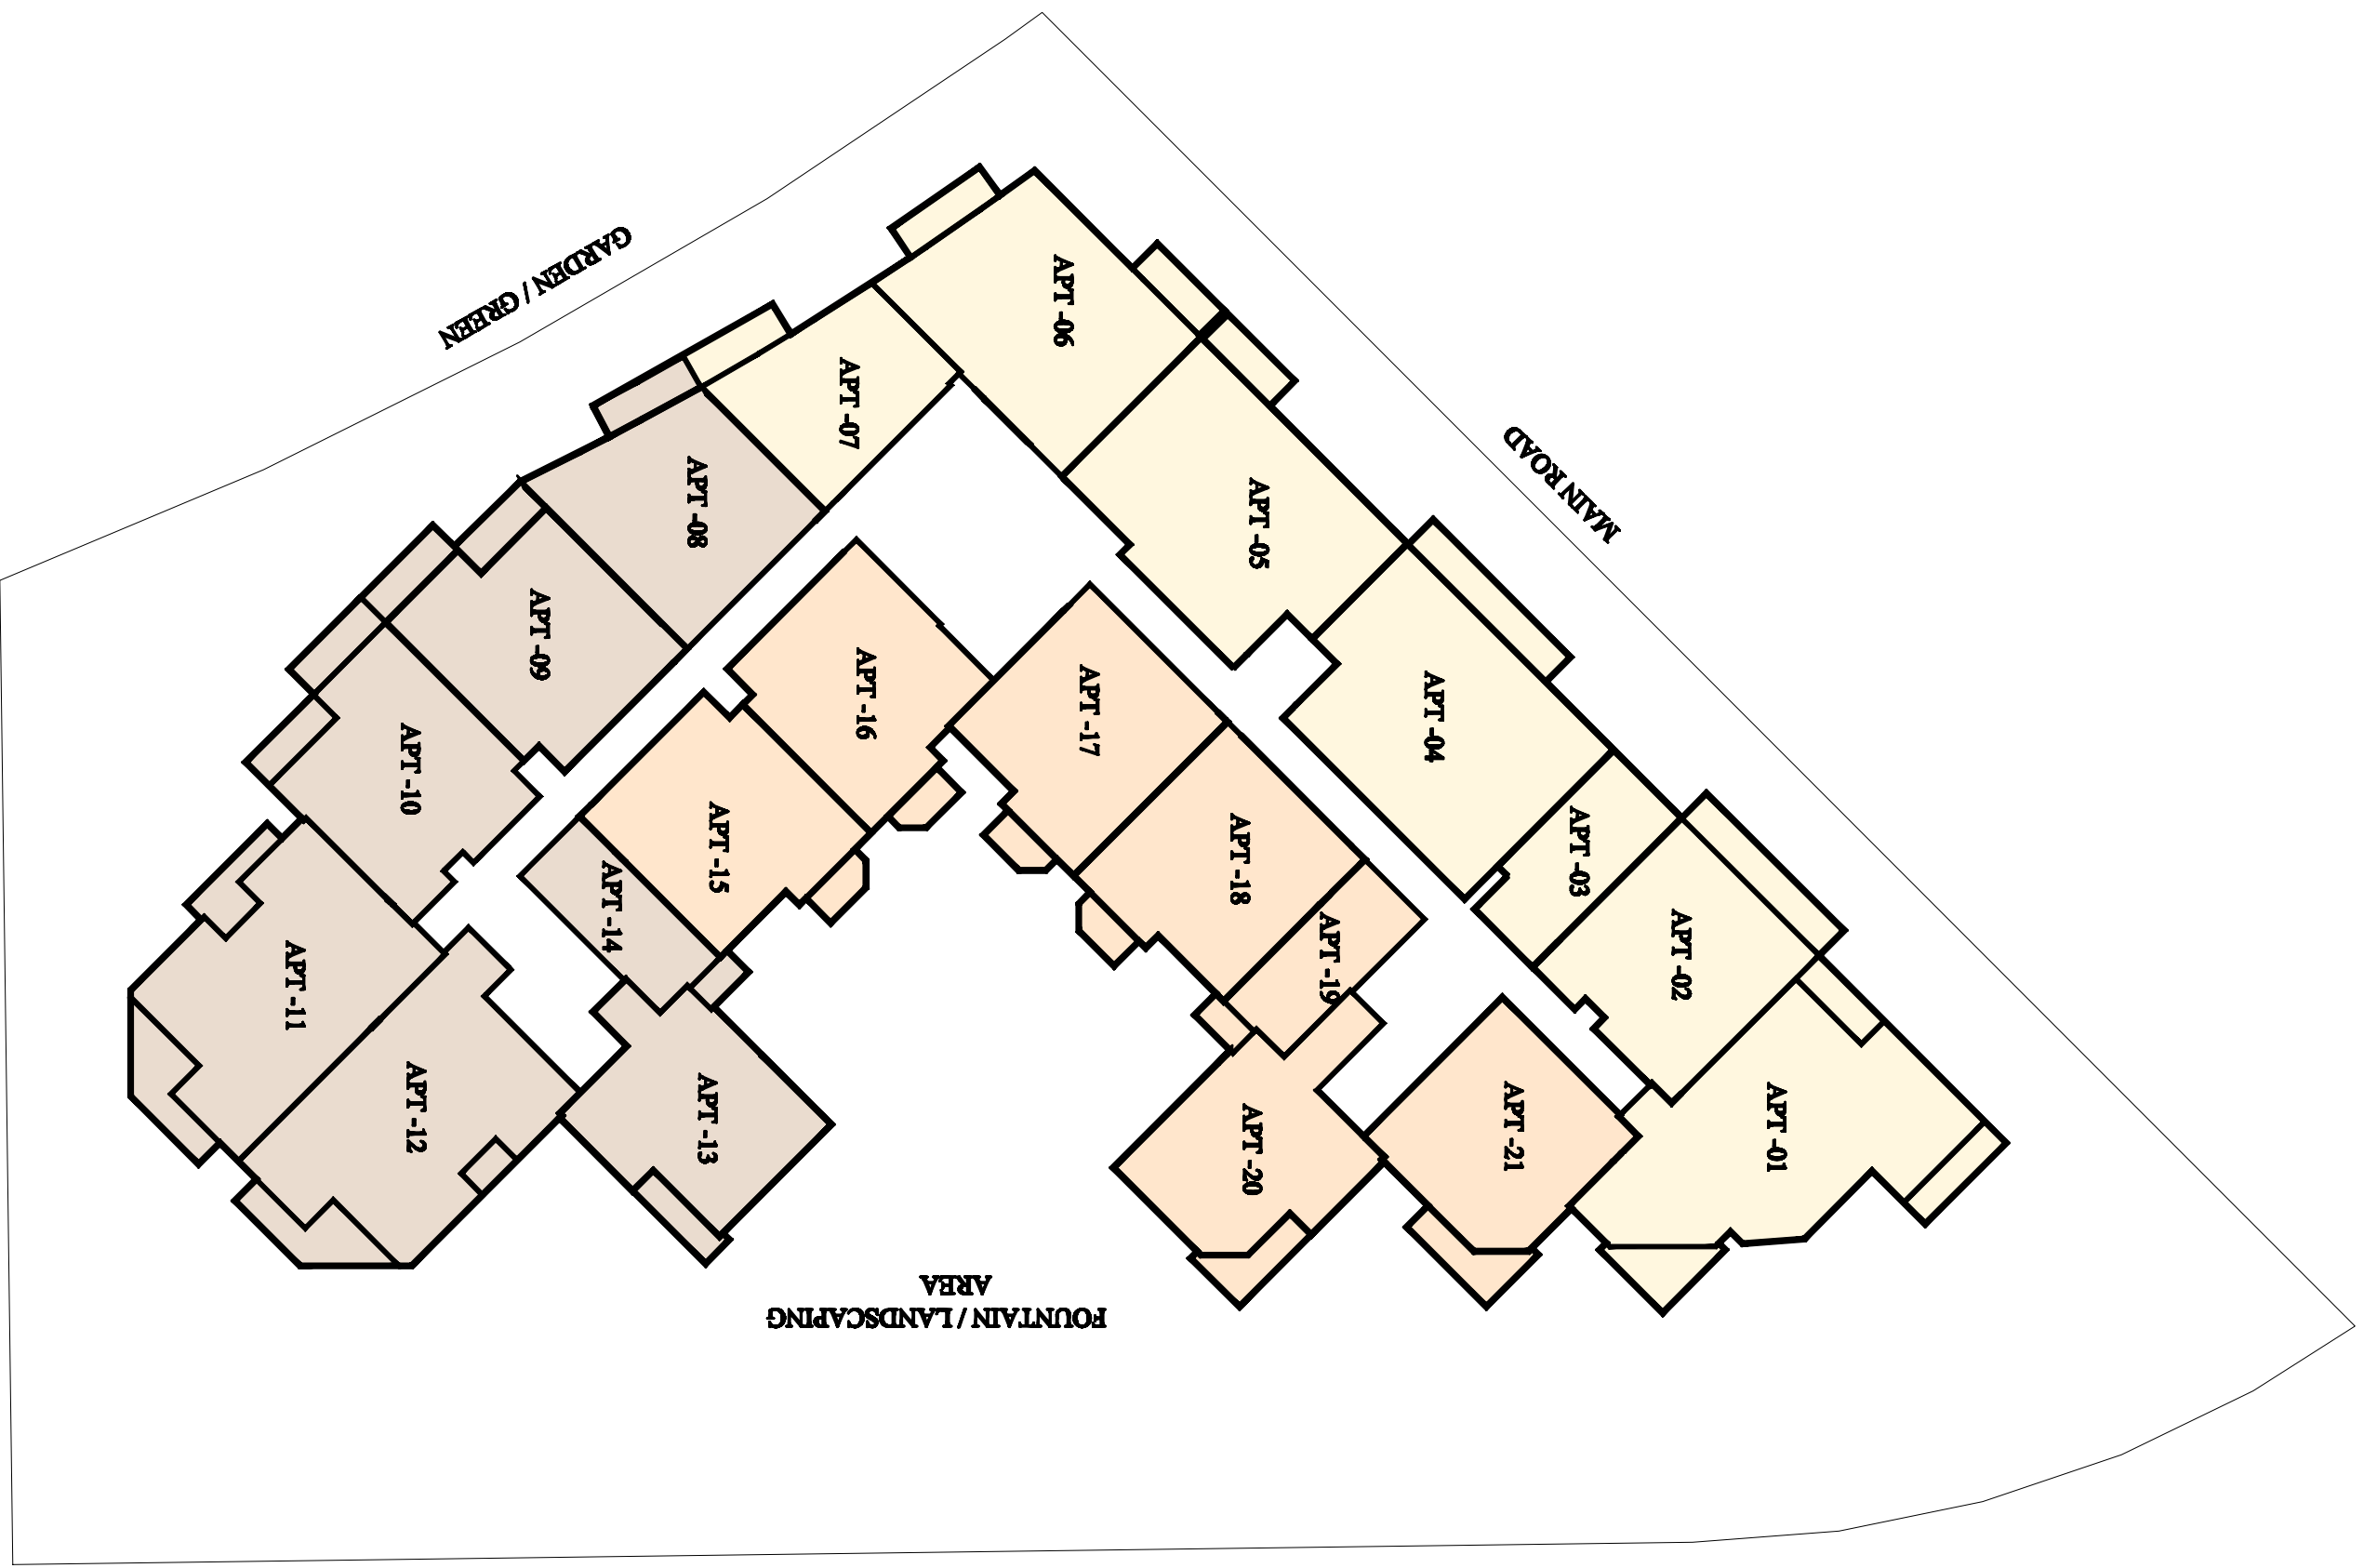 GARDEN / GREEN
MAIN ROAD
APT -06
APT -07
APT -08
APT -05
APT -09
APT -16
APT -17
APT -04
APT -10
APT -15
APT -18
APT -03
APT -14
APT -19
APT -02
APT -11
APT -12
APT -13
APT -20
APT -21
APT -01
FOUNTAIN / LANDSCAPING
AREA